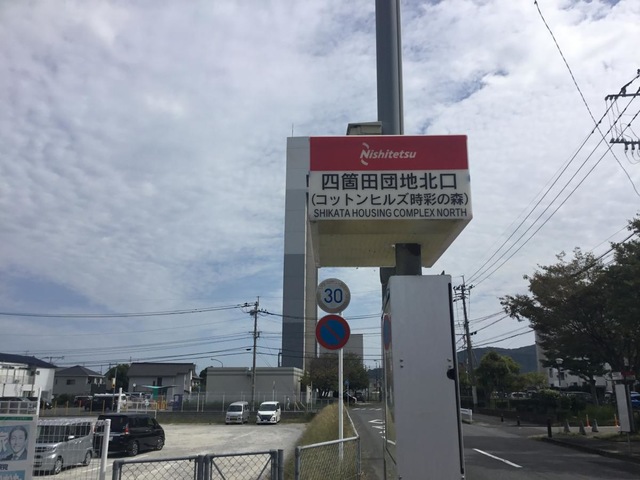 Nishitetsu
四箇田団地北口
(コットンヒルズ時彩の森)
SHIKATA HOUSING COMPLEX NORTH
30